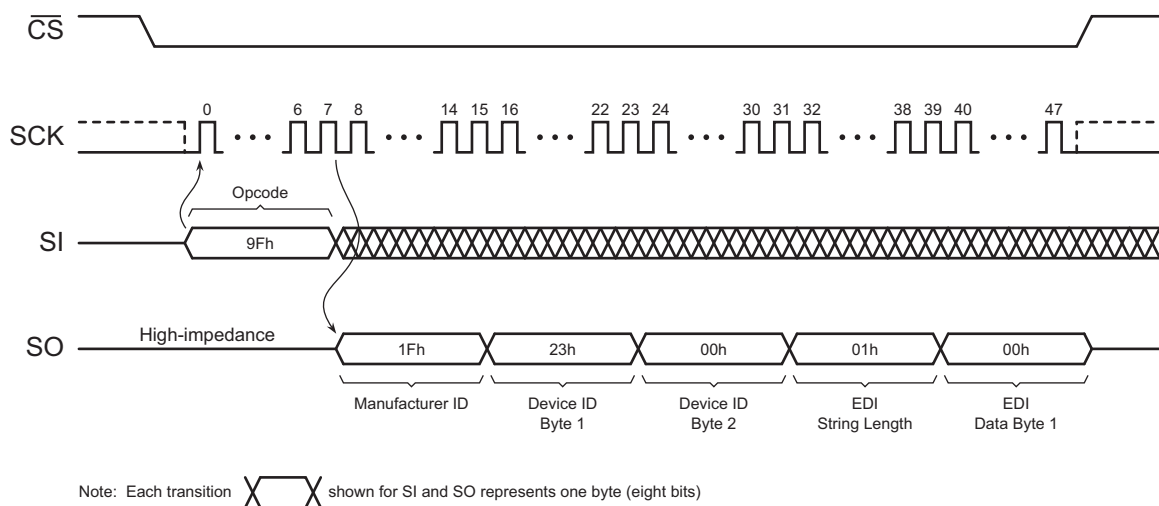 CS
SCK
0 6 7 8 14 15 16 22 23 24 30 31 32 38 39 40 47
Opcode
SI
9Fh
High-impedance
SO
1Fh 23h 00h 01h 00h
Manufacturer ID Device ID Device ID EDI EDI
Byte 1 Byte 2 String Length Data Byte 1
Note: Each transition shown for SI and SO represents one byte (eight bits)